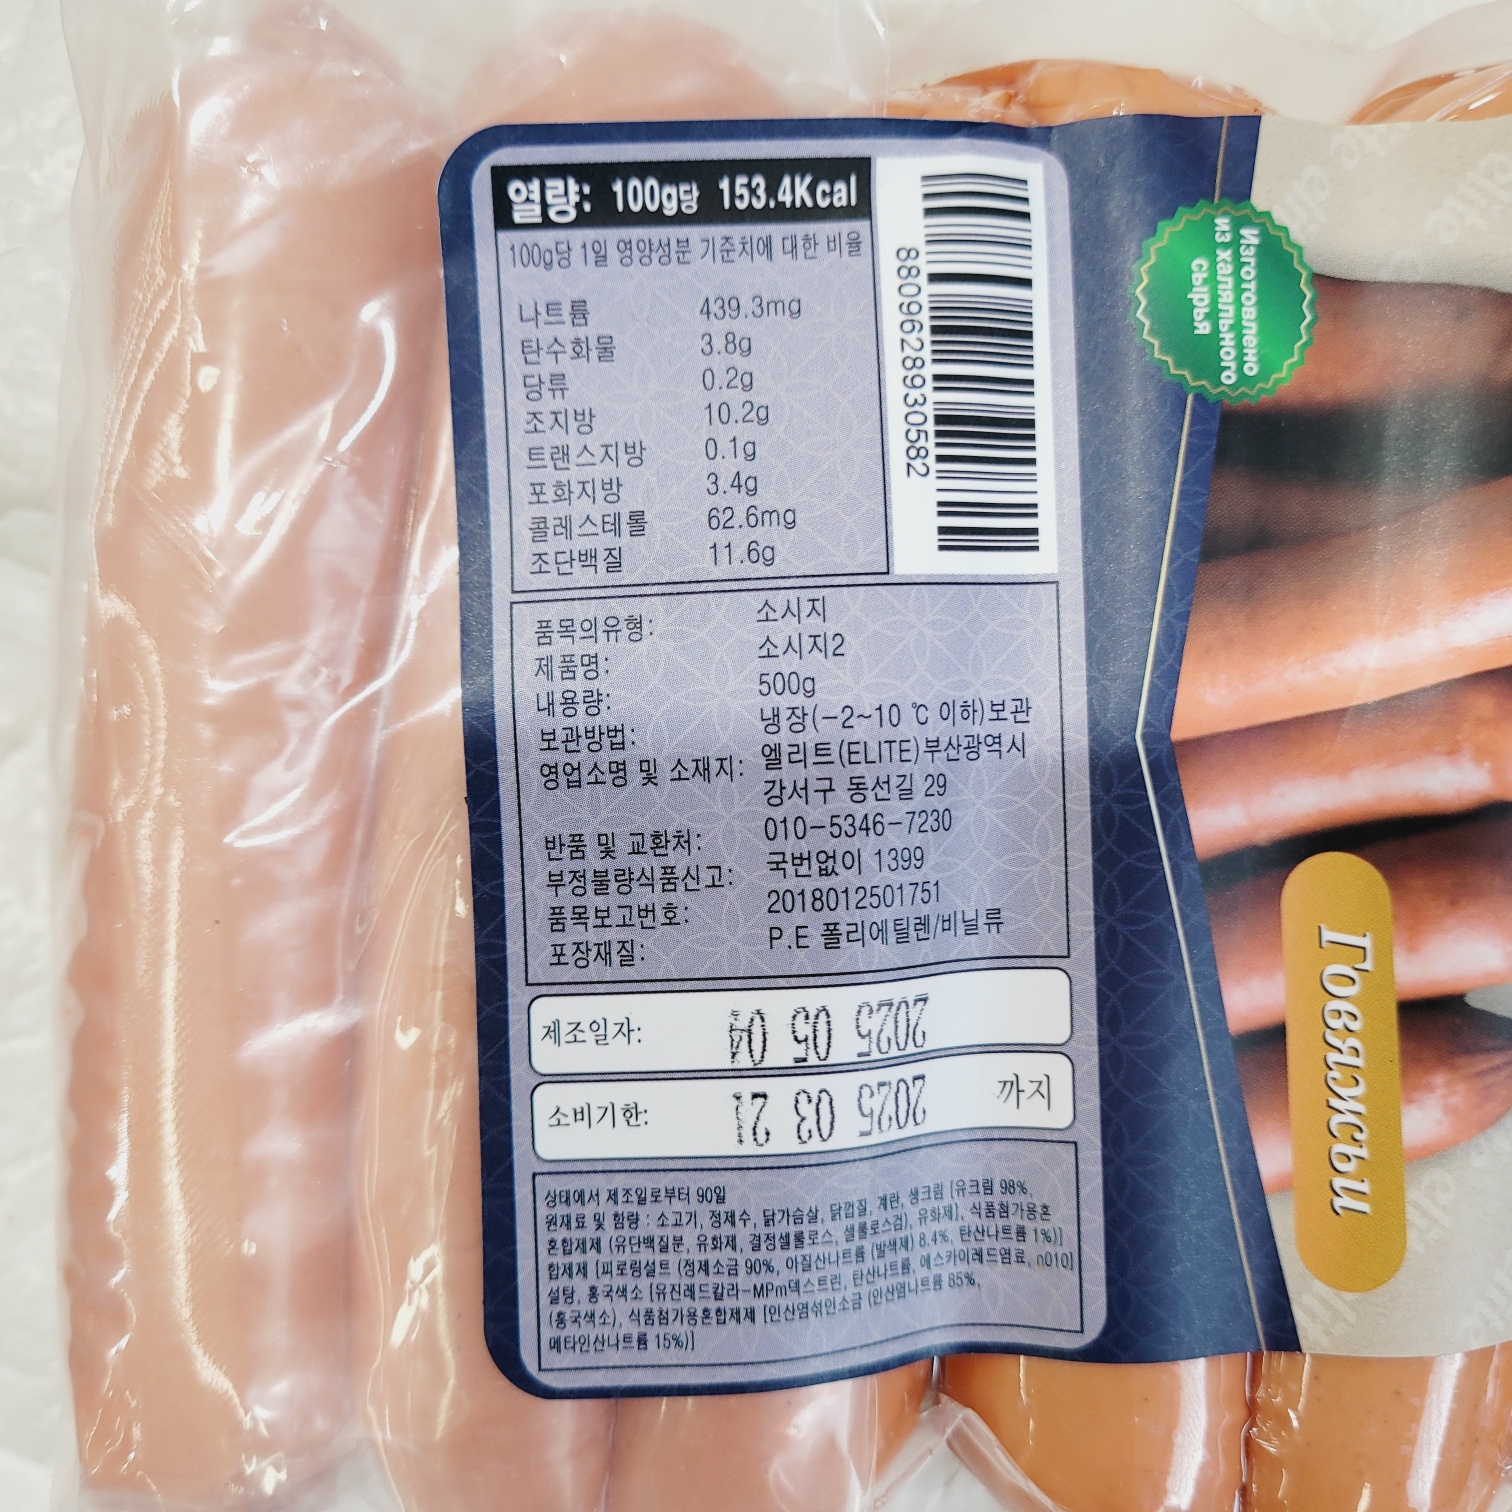 열량: 100g당 153.4Kcal
100g당 1일 영양성분 기준치에 대한 비율
나트륨 439.3mg
탄수화물 3.8g
당류 0.2g
조지방 10.2g
트랜스지방 0.1g
포화지방 3.4g
콜레스테롤 62.6mg
조단백질 11.6g
8809628930582
품목의유형: 소시지
제품명: 소시지2
내용량: 500g
보관방법: 냉장(-2~10 ℃ 이하)보관
영업소명 및 소재지: 엘리트(ELITE)부산광역시
강서구 동선길 29
반품 및 교환처: 010-5346-7230
부정불량식품신고: 국번없이 1399
품목보고번호: 2018012501751
포장재질: P.E 폴리에틸렌/비닐류
제조일자: 2025 05 04
소비기한: 2025 03 21 까지
상태에서 제조일로부터 90일
원재료 및 함량 : 소고기, 정제수, 닭가슴살, 닭껍질, 계란, 생크림 [유크림 98%,
혼합제제 (유단백질분, 유화제, 결정셀룰로스, 셀룰로스검), 유화제], 식품첨가용혼
합제제 [피로링설트 (정제소금 90%, 아질산나트륨 (발색제) 8.4%, 탄산나트륨 1%)]
설탕, 홍국색소 [유진레드칼라-MPm덱스트린, 탄산나트륨, 에스카이레드염료, n010]
(홍국색소), 식품첨가용혼합제제 [인산염섞인소금 (인산염나트륨 85%,
메타인산나트륨 15%)]
Изготовлено
из халяльного
сырья
Говяжьи
elite